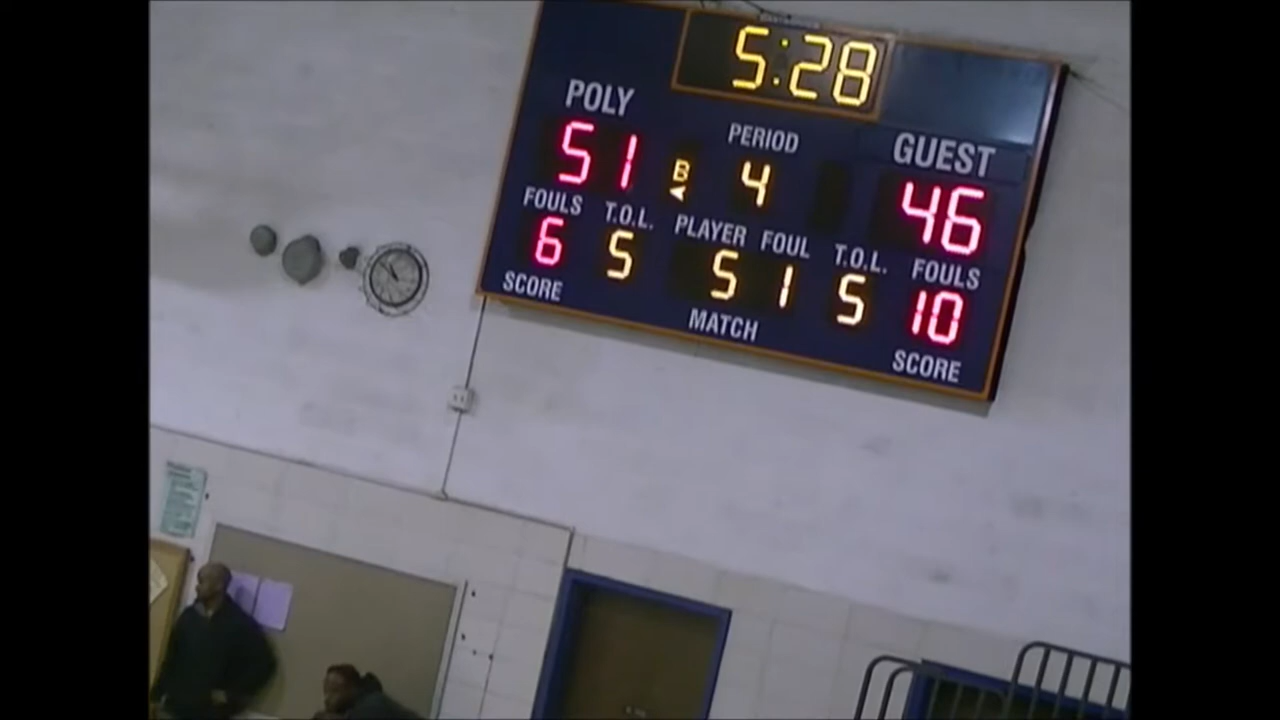 5:28
POLY
PERIOD
GUEST
51
B
4
46
FOULS
T.O.L.
PLAYER FOUL
T.O.L.
FOULS
6
5
5 1
5
10
SCORE
MATCH
SCORE